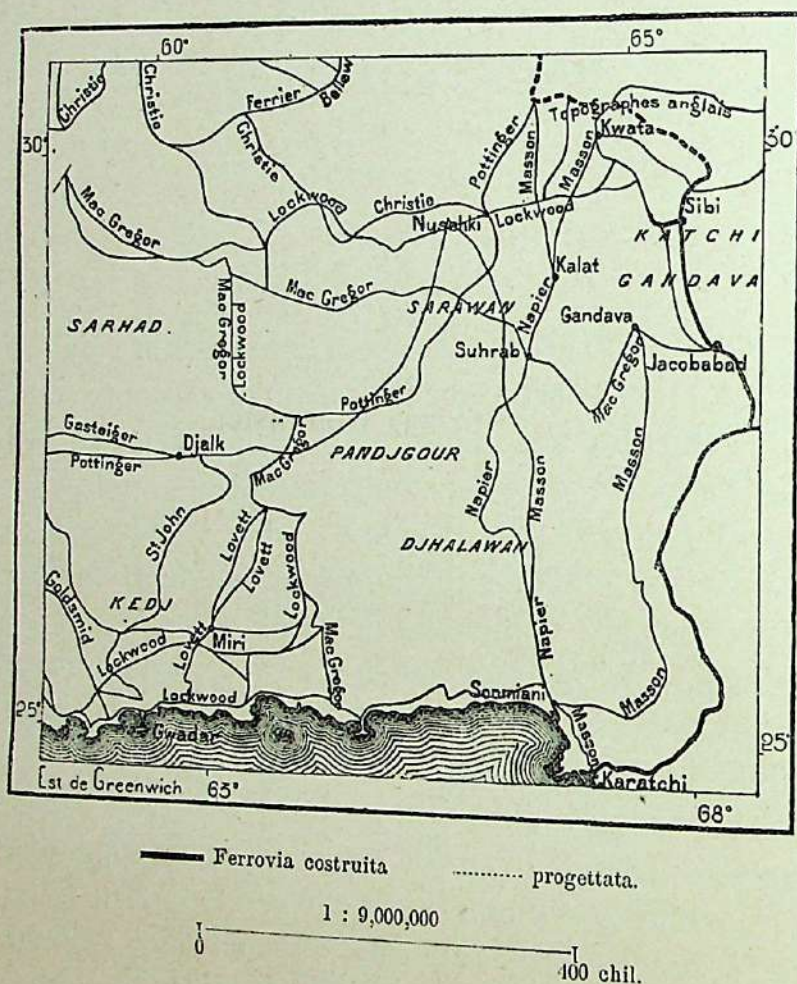 60° 65°
Christie
Christie
Ferrier
Bellew
Christie
Pottinger
Masson
Topographes anglais
Masson
Kwata
30° 30°
Mac Gregor
Lockwood
Christie
Nuschki
Lockwood
Sibi
KATCHI
GANDAVA
Kalat
Mac Gregor
Lockwood
Mac Gregor
SARAWAN
Napier
Gandava
SARHAD.
Suhrab
Mac Gregor
Jacobabad
Pottinger
Gasteiger
Djalk
Pottinger
Mac Gregor
PANDJGOUR
Napier
Masson
Masson
St John
Lovett
Lovett
Lockwood
DJHALAWAN
Goldsmid
KEDJ
Lockwood
Miri
Lovett
Mac Gregor
Napier
Lockwood
Sonmiani
Masson
Masson
25° 25°
Gwadar
Karatchi
Est de Greenwich 63° 68°
Ferrovia costruita progettata.
1 : 9,000,000
0 400 chil.